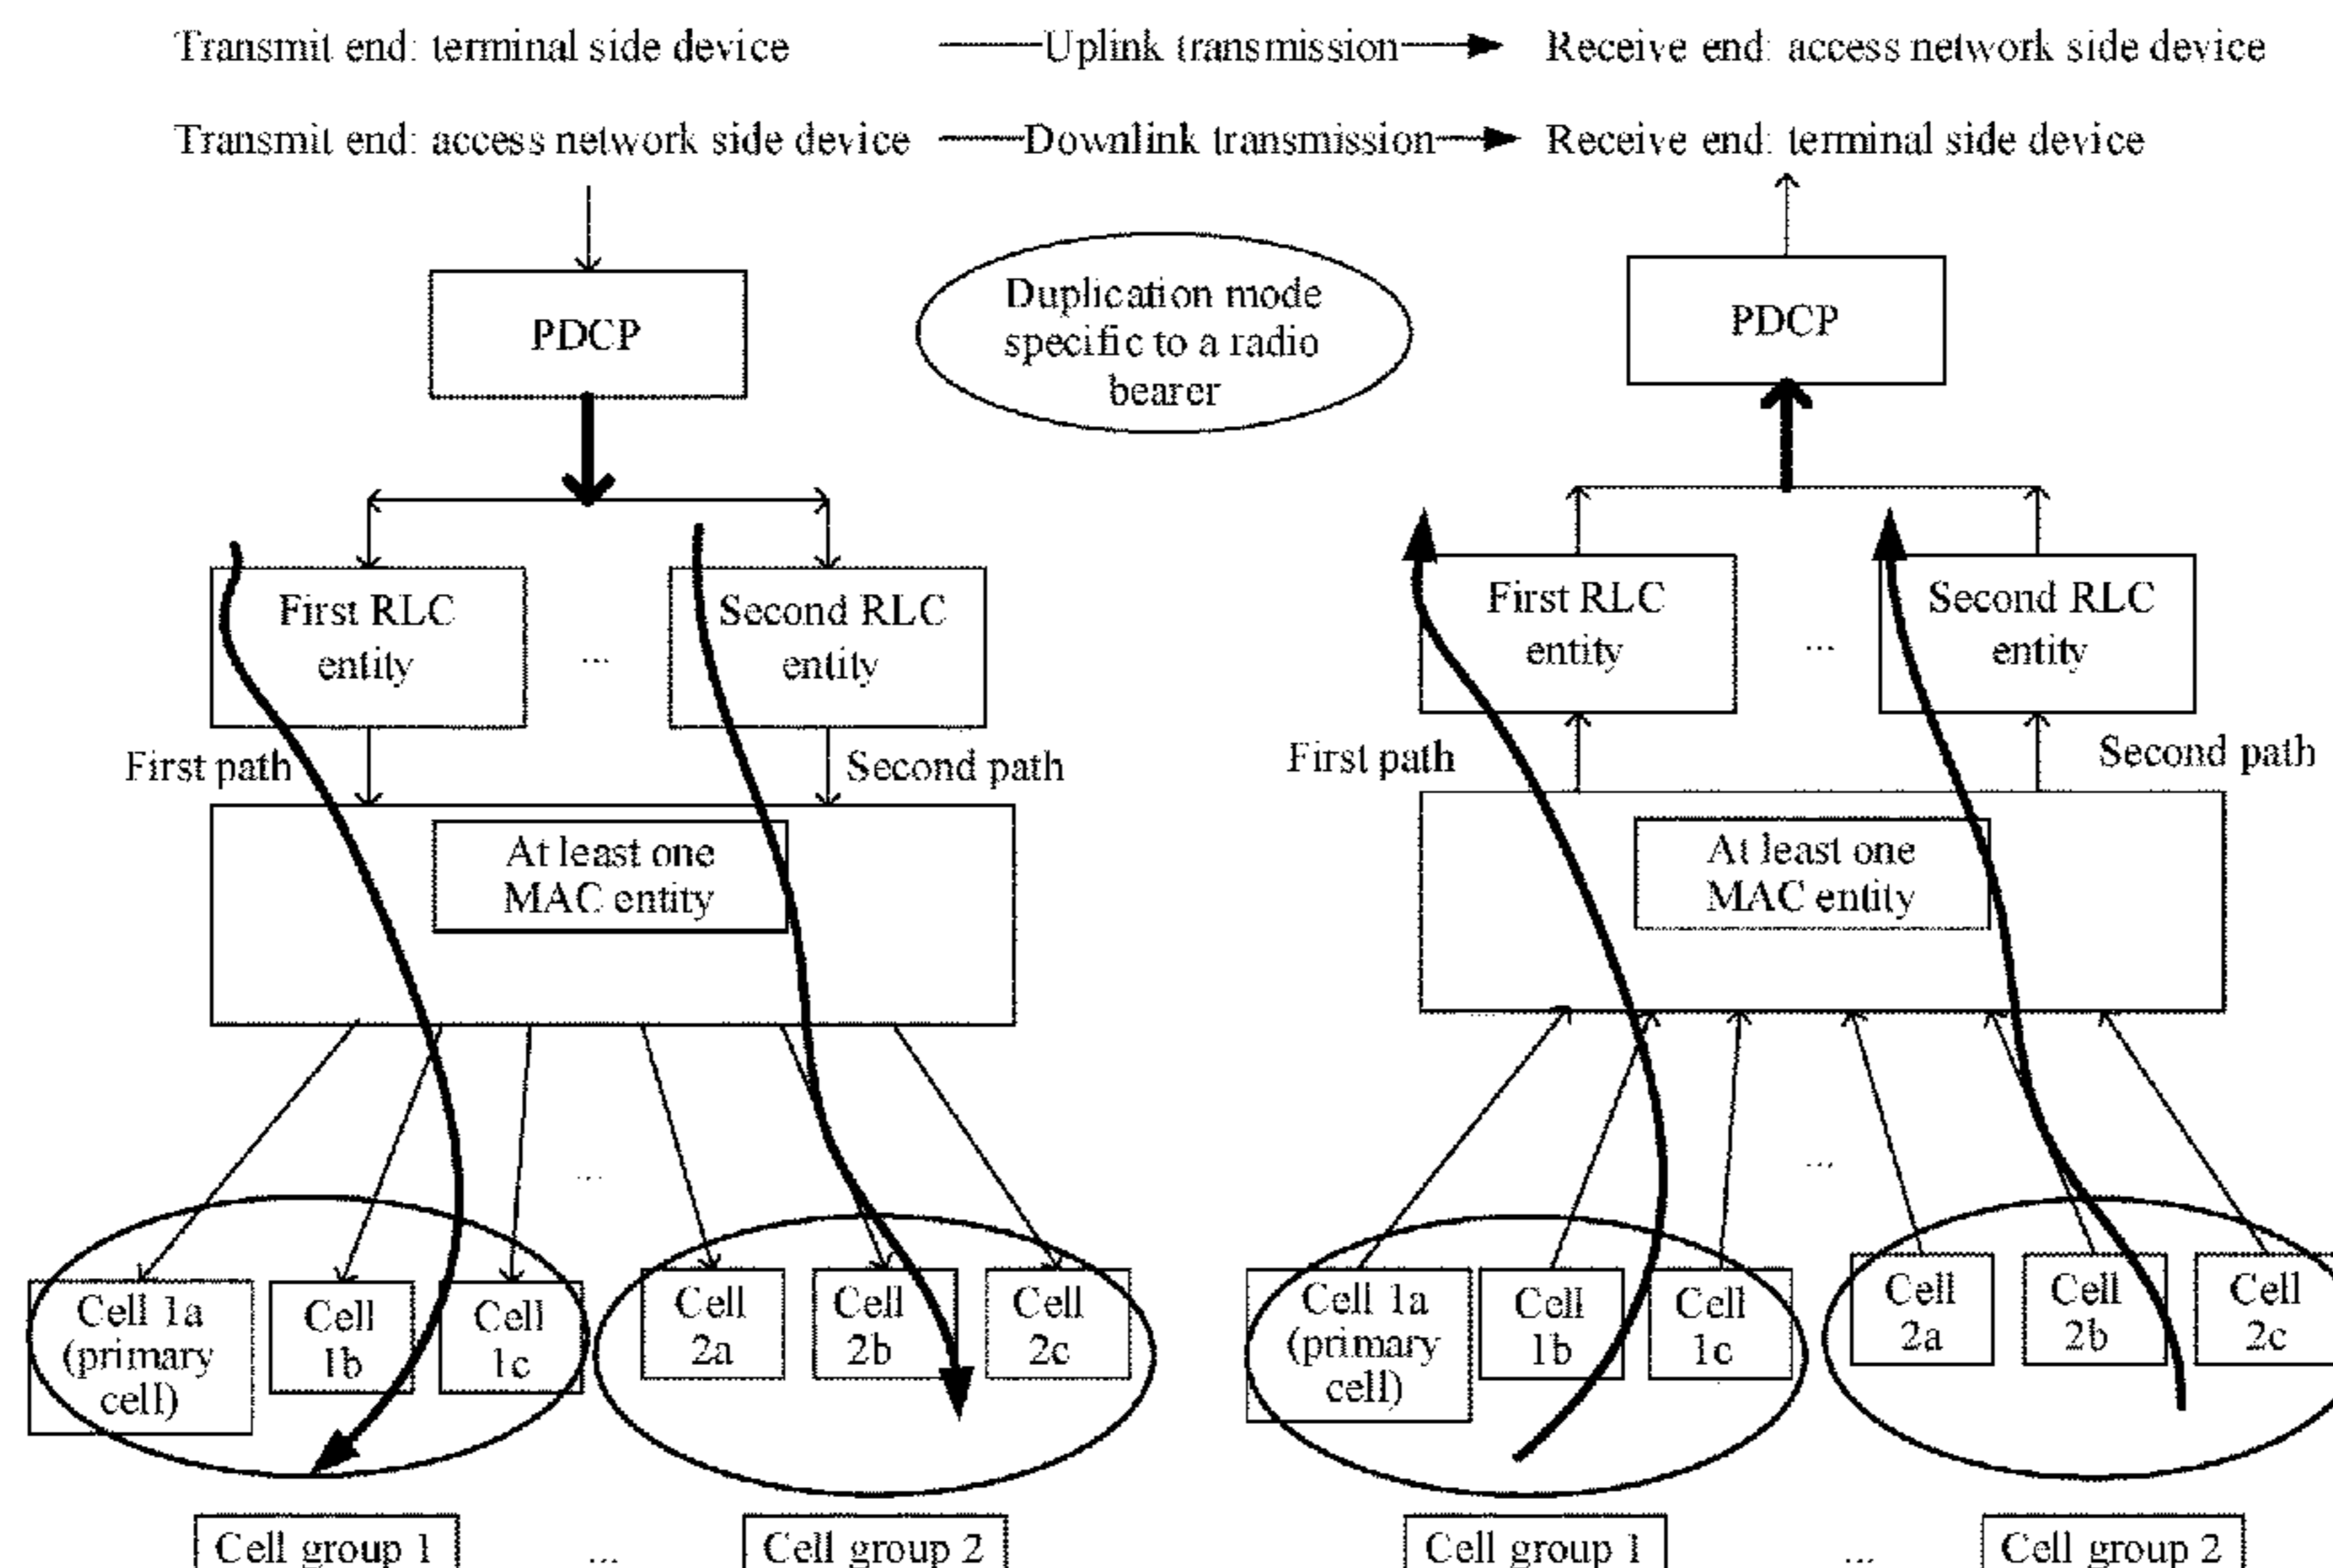 Transmit end: terminal side device Uplink transmission Receive end: access network side device
Transmit end: access network side device Downlink transmission Receive end: terminal side device
PDCP
Duplication mode
specific to a radio
bearer
PDCP
First RLC
entity
...
Second RLC
entity
First RLC
entity
...
Second RLC
entity
First path
Second path
First path
Second path
At least one
MAC entity
At least one
MAC entity
...
...
Cell 1a
(primary
cell)
Cell
1b
Cell
1c
Cell
2a
Cell
2b
Cell
2c
Cell 1a
(primary
cell)
Cell
1b
Cell
1c
Cell
2a
Cell
2b
Cell
2c
Cell group 1 ... Cell group 2
Cell group 1 ... Cell group 2